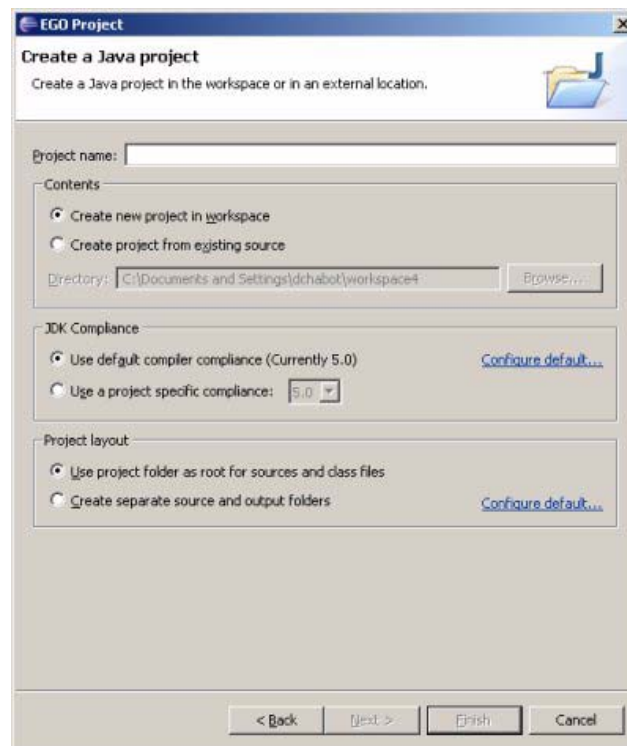 EGO Project
Create a Java project
Create a Java project in the workspace or in an external location.
Project name:
Contents
Create new project in workspace
Create project from existing source
Directory: C:\Documents and Settings\dchabot\workspace4 Browse...
JDK Compliance
Use default compiler compliance (Currently 5.0) Configure default...
Use a project specific compliance: 5.0
Project layout
Use project folder as root for sources and class files
Create separate source and output folders Configure default...
< Back Next > Finish Cancel